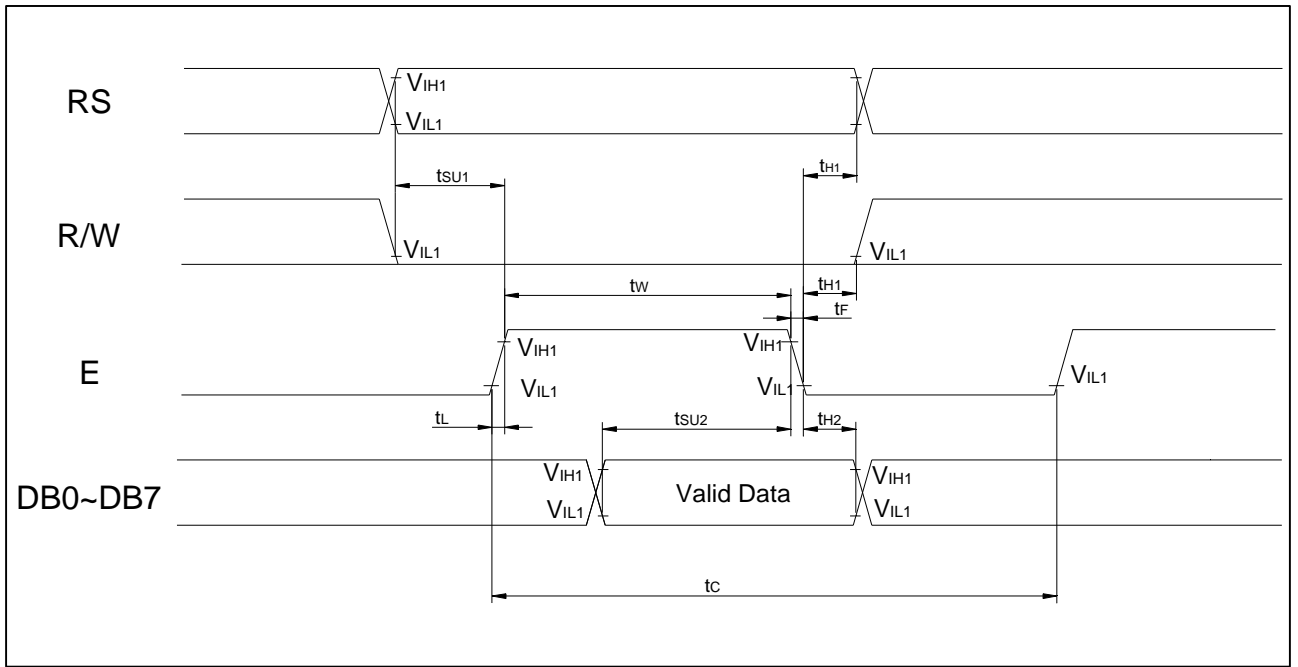 RS
VIH1
VIL1
tSU1
tH1
R/W
VIL1
VIL1
tW
tH1
tF
E
VIH1
VIH1
VIL1
VIL1
VIL1
tL
tSU2
tH2
DB0~DB7
VIH1
Valid Data
VIH1
VIL1
VIL1
tC